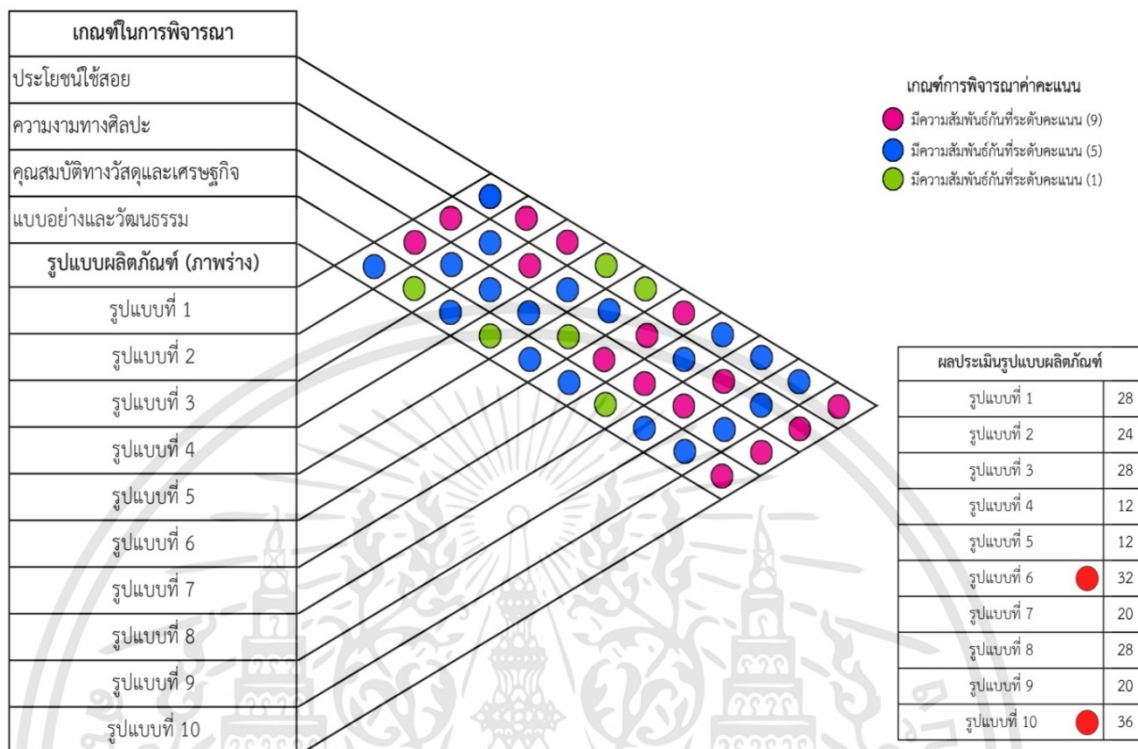 เกณฑ์ในการพิจารณา
ประโยชน์ใช้สอย
ความงามทางศิลปะ
คุณสมบัติทางวัสดุและเศรษฐกิจ
แบบอย่างและวัฒนธรรม
รูปแบบผลิตภัณฑ์ (ภาพร่าง)
รูปแบบที่ 1
รูปแบบที่ 2
รูปแบบที่ 3
รูปแบบที่ 4
รูปแบบที่ 5
รูปแบบที่ 6
รูปแบบที่ 7
รูปแบบที่ 8
รูปแบบที่ 9
รูปแบบที่ 10
เกณฑ์การพิจารณาค่าคะแนน
มีความสัมพันธ์กันที่ระดับคะแนน (9)
มีความสัมพันธ์กันที่ระดับคะแนน (5)
มีความสัมพันธ์กันที่ระดับคะแนน (1)
ผลประเมินรูปแบบผลิตภัณฑ์
รูปแบบที่ 1 28
รูปแบบที่ 2 24
รูปแบบที่ 3 28
รูปแบบที่ 4 12
รูปแบบที่ 5 12
รูปแบบที่ 6 32
รูปแบบที่ 7 20
รูปแบบที่ 8 28
รูปแบบที่ 9 20
รูปแบบที่ 10 36